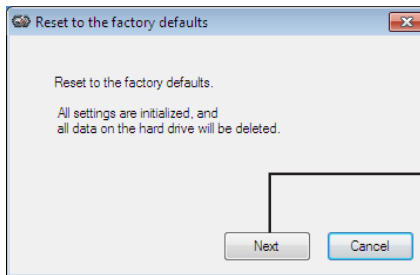 Reset to the factory defaults
Reset to the factory defaults.
All settings are initialized, and
all data on the hard drive will be deleted.
Next
Cancel